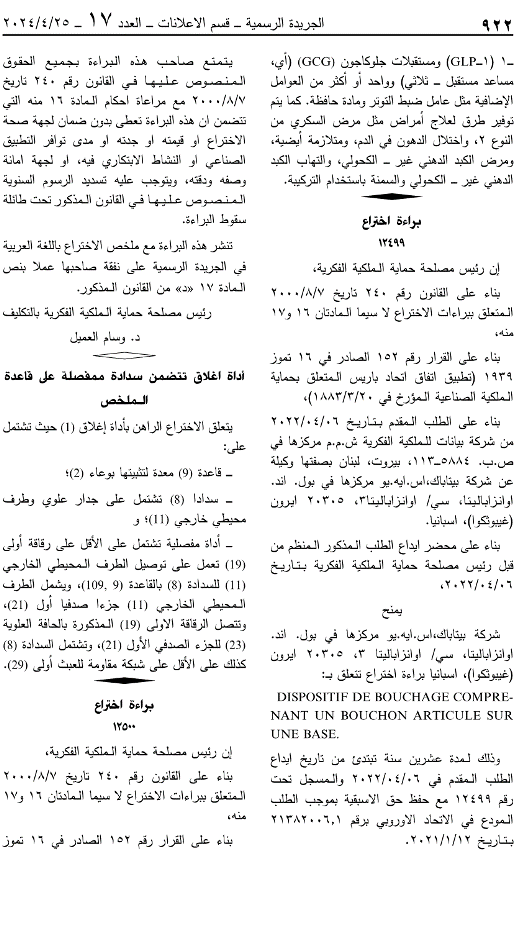 ٩٢٢
الجريدة الرسمية ـ قسم الاعلانات ـ العدد ١٧ ـ ٢٠٢٤/٤/٢٥
ـ١ (GLP-١) ومستقبلات جلوكاجون (GCG) (أي،
مساعد مستقبل ـ ثلاثي) وواحد أو أكثر من العوامل
الإضافية مثل عامل ضبط التوتر ومادة حافظة. كما يتم
توفير طرق لعلاج أمراض مثل مرض السكري من
النوع ٢، واختلال الدهون في الدم، ومتلازمة أيضية،
ومرض الكبد الدهني غير ـ الكحولي، والتهاب الكبد
الدهني غير ـ الكحولي والسمنة باستخدام التركيبة.
براءة اختراع
١٣٤٩٩
إن رئيس مصلحة حماية الملكية الفكرية،
بناء على القانون رقم ٢٤٠ تاريخ ٢٠٠٠/٨/٧
المتعلق ببراءات الاختراع لا سيما المادتان ١٦ و١٧
منه،
بناء على القرار رقم ١٥٢ الصادر في ١٦ تموز
١٩٣٩ (تطبيق اتفاق اتحاد باريس المتعلق بحماية
الملكية الصناعية المؤرخ في ١٨٨٣/٣/٢٠)،
بناء على الطلب المقدم بتاريخ ٢٠٢٢/٠٤/٠٦
من شركة بيانات للملكية الفكرية ش.م.م مركزها في
ص.ب. ٥٨٨٤ـ١١٣، بيروت، لبنان بصفتها وكيلة
عن شركة بيتاباك،اس.ايه.يو مركزها في بول. اند.
اوانزاباليتا، سي/ اوانزاباليتا٣، ٢٠٣٠٥ ايرون
(غيبوثكوا)، اسبانيا.
بناء على محضر ايداع الطلب المذكور المنظم من
قبل رئيس مصلحة حماية الملكية الفكرية بتاريخ
٢٠٢٢/٠٤/٠٦،
يمنح
شركة بيتاباك،اس.ايه.يو مركزها في بول. اند.
اوانزاباليتا، سي/ اوانزاباليتا ٣، ٢٠٣٠٥ ايرون
(غيبوثكوا)، اسبانيا براءة اختراع تتعلق بـ:
DISPOSITIF DE BOUCHAGE COMPRE-
NANT UN BOUCHON ARTICULE SUR
UNE BASE.
وذلك لمدة عشرين سنة تبتدئ من تاريخ ايداع
الطلب المقدم في ٢٠٢٢/٠٤/٠٦ والمسجل تحت
رقم ١٢٤٩٩ مع حفظ حق الاسبقية بموجب الطلب
المودع في الاتحاد الاوروبي برقم ٢١٣٨٢٠٠٦,١
بتاريخ ٢٠٢١/١/١٢.
يتمتع صاحب هذه البراءة بجميع الحقوق
المنصوص عليها في القانون رقم ٢٤٠ تاريخ
٢٠٠٠/٨/٧ مع مراعاة احكام المادة ١٦ منه التي
تتضمن ان هذه البراءة تعطى بدون ضمان لجهة صحة
الاختراع او قيمته او جدته او مدى توافر التطبيق
الصناعي او النشاط الابتكاري فيه، او لجهة امانة
وصفه ودقته، ويتوجب عليه تسديد الرسوم السنوية
المنصوص عليها في القانون المذكور تحت طائلة
سقوط البراءة.
تنشر هذه البراءة مع ملخص الاختراع باللغة العربية
في الجريدة الرسمية على نفقة صاحبها عملا بنص
المادة ١٧ «د» من القانون المذكور.
رئيس مصلحة حماية الملكية الفكرية بالتكليف
د. وسام العميل
أداة اغلاق تتضمن سدادة ممفصلة على قاعدة
الملخص
يتعلق الاختراع الراهن بأداة إغلاق (1) حيث تشتمل
على:
ـ قاعدة (9) معدة لتثبيتها بوعاء (2)؛
ـ سدادا (8) تشتمل على جدار علوي وطرف
محيطي خارجي (11)؛ و
ـ أداة مفصلية تشتمل على الأقل على رقاقة أولى
(19) تعمل على توصيل الطرف المحيطي الخارجي
(11) للسدادة (8) بالقاعدة (9 ,109)، ويشمل الطرف
المحيطي الخارجي (11) جزءا صدفيا أول (21)،
وتتصل الرقاقة الاولى (19) المذكورة بالحافة العلوية
(23) للجزء الصدفي الأول (21)، وتشتمل السدادة (8)
كذلك على الأقل على شبكة مقاومة للعبث أولى (29).
براءة اختراع
١٣٥٠٠
إن رئيس مصلحة حماية الملكية الفكرية،
بناء على القانون رقم ٢٤٠ تاريخ ٢٠٠٠/٨/٧
المتعلق ببراءات الاختراع لا سيما المادتان ١٦ و١٧
منه،
بناء على القرار رقم ١٥٢ الصادر في ١٦ تموز